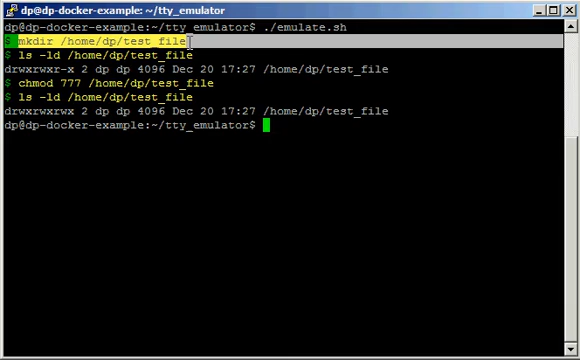 dp@dp-docker-example: ~/tty_emulator
dp@dp-docker-example:~/tty_emulator$ ./emulate.sh
$ mkdir /home/dp/test_file
$ ls -ld /home/dp/test_file
drwxrwxr-x 2 dp dp 4096 Dec 20 17:27 /home/dp/test_file
$ chmod 777 /home/dp/test_file
$ ls -ld /home/dp/test_file
drwxrwxrwx 2 dp dp 4096 Dec 20 17:27 /home/dp/test_file
dp@dp-docker-example:~/tty_emulator$